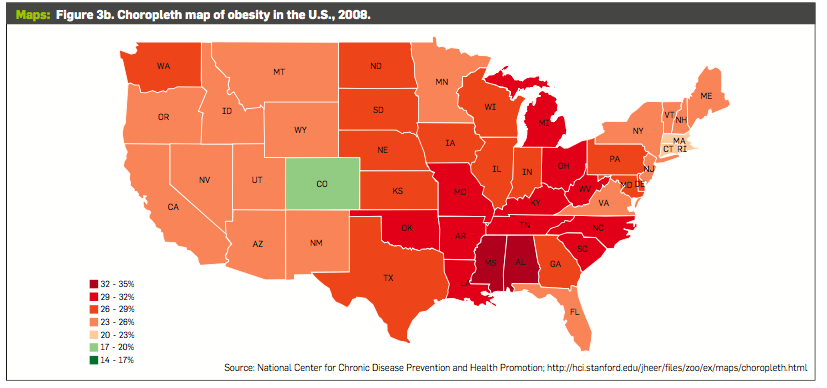 Maps: Figure 3b. Choropleth map of obesity in the U.S., 2008.
WA
MT
ND
MN
ME
OR
ID
SD
WI
MI
VT
NH
NY
WY
MA
CT
RI
IA
NE
PA
NJ
NV
UT
CO
IL
IN
OH
MD
DE
WV
KS
MO
KY
VA
CA
TN
NC
AZ
NM
OK
AR
SC
MS
AL
GA
TX
LA
FL
32 - 35%
29 - 32%
26 - 29%
23 - 26%
20 - 23%
17 - 20%
14 - 17%
Source: National Center for Chronic Disease Prevention and Health Promotion; http://hci.stanford.edu/jheer/files/zoo/ex/maps/choropleth.html